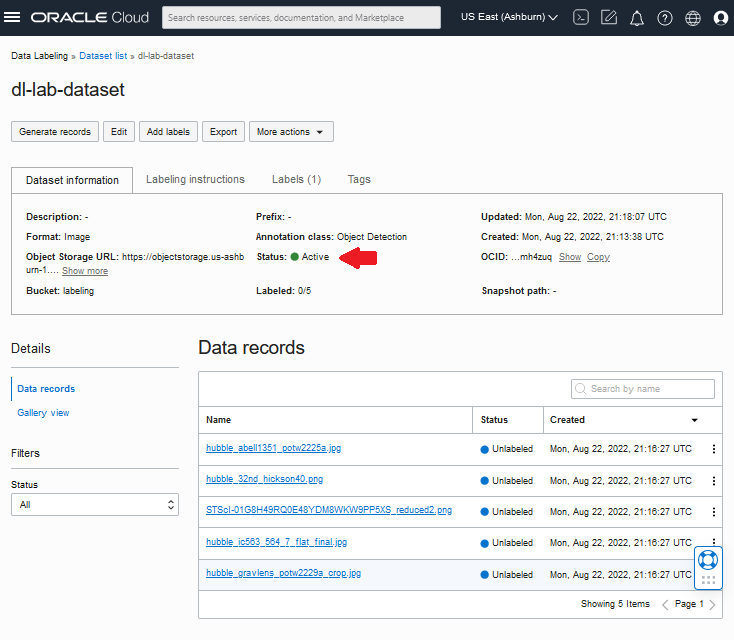 ORACLE Cloud
Search resources, services, documentation, and Marketplace
US East (Ashburn)
Data Labeling » Dataset list » dl-lab-dataset
dl-lab-dataset
Generate records Edit Add labels Export More actions
Dataset information Labeling instructions Labels (1) Tags
Description: - Prefix: - Updated: Mon, Aug 22, 2022, 21:18:07 UTC
Format: Image Annotation class: Object Detection Created: Mon, Aug 22, 2022, 21:13:38 UTC
Object Storage URL: https://objectstorage.us-ashb Status: Active OCID: ...mh4zuq Show Copy
urn-1.... Show more
Bucket: labeling Labeled: 0/5 Snapshot path: -
Details
Data records
Gallery view
Filters
Status
All
Data records
Search by name
Name Status Created
hubble_abell1351_potw2225a.jpg Unlabeled Mon, Aug 22, 2022, 21:16:27 UTC
hubble_32nd_hickson40.png Unlabeled Mon, Aug 22, 2022, 21:16:27 UTC
STScI-01G8H49RQ0E48YDM8WKW9PP5XS_reduced2.png Unlabeled Mon, Aug 22, 2022, 21:16:27 UTC
hubble_ic563_564_7_flat_final.jpg Unlabeled Mon, Aug 22, 2022, 21:16:27 UTC
hubble_gravlens_potw2229a_crop.jpg Unlabeled Mon, Aug 22, 2022, 21:16:27 UTC
Showing 5 Items Page 1